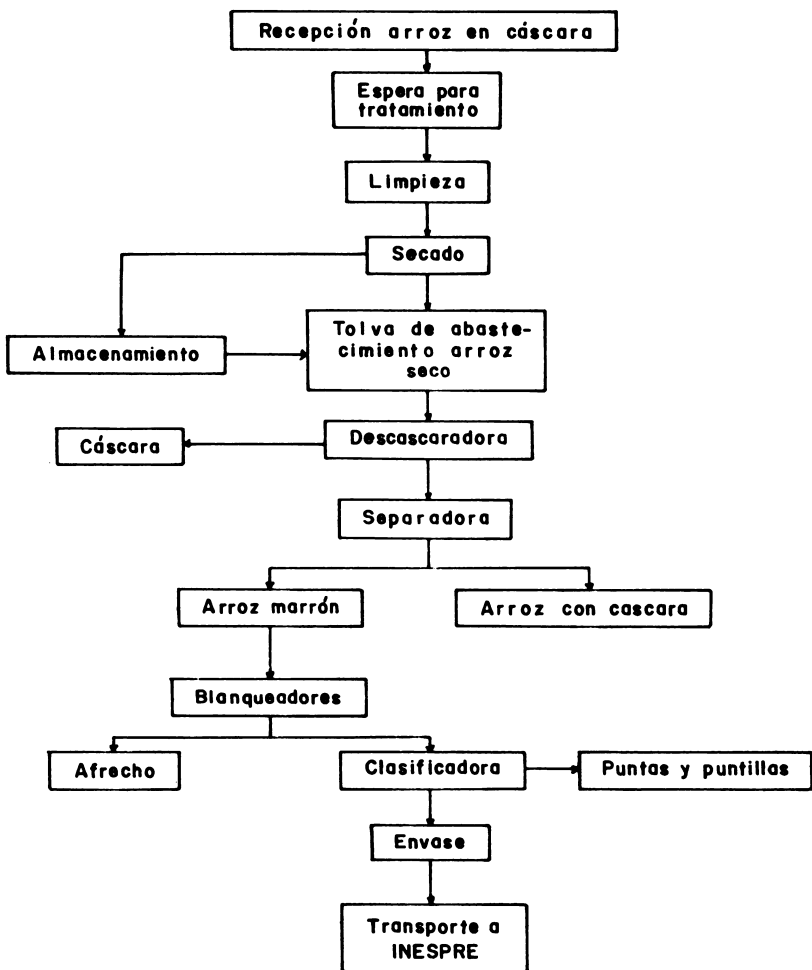 Recepción arroz en cáscara
Espera para
tratamiento
Limpieza
Secado
Almacenamiento
Tolva de abaste-
cimiento arroz
seco
Cáscara
Descascaradora
Separadora
Arroz marrón
Arroz con cascara
Blanqueadores
Afrecho
Clasificadora
Puntas y puntillas
Envase
Transporte a
INESPRE